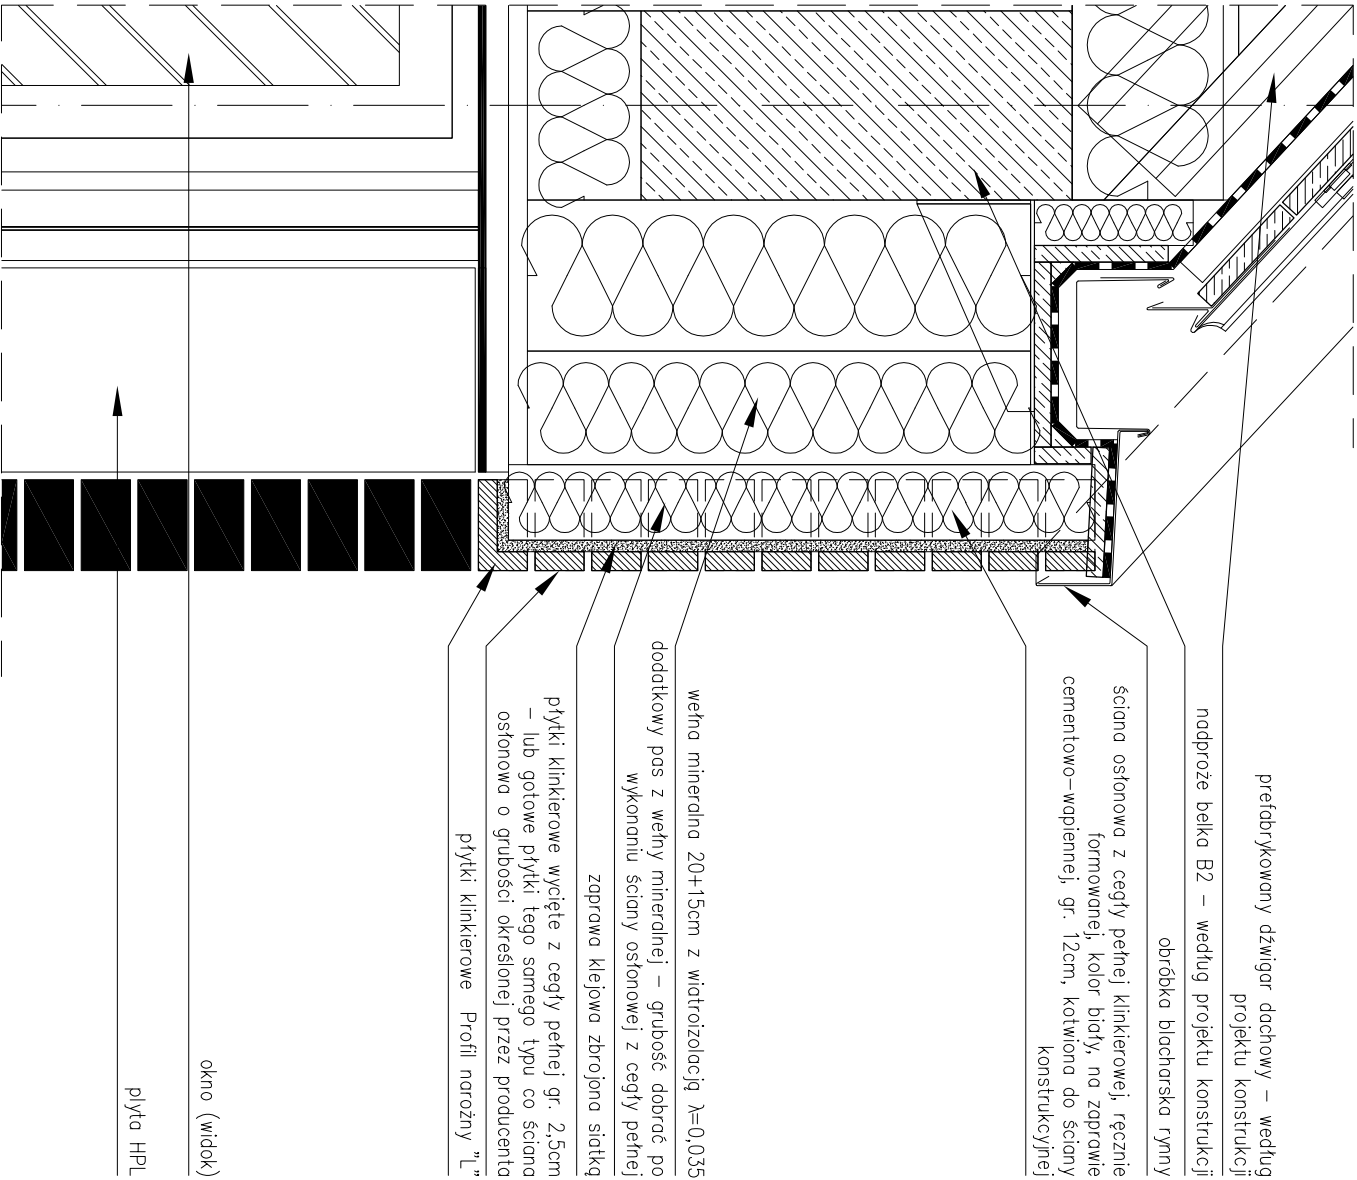 prefabrykowany dźwigar dachowy – według
projektu konstrukcji
nadproże belka B2 – według projektu konstrukcji
obróbka blacharska rynny
ściana osłonowa z cegły pełnej klinkierowej, ręcznie
formowanej, kolor biały, na zaprawie
cementowo–wapiennej, gr. 12cm, kotwiona do ściany
konstrukcyjnej
wełna mineralna 20+15cm z wiatroizolacją λ=0,035
dodatkowy pas z wełny mineralnej – grubość dobrać po
wykonaniu ściany osłonowej z cegły pełnej
zaprawa klejowa zbrojona siatką
płytki klinkierowe wycięte z cegły pełnej gr. 2,5cm
– lub gotowe płytki tego samego typu co ściana
osłonowa o grubości określonej przez producenta
płytki klinkierowe Profil narożny "L"
okno (widok)
plyta HPL